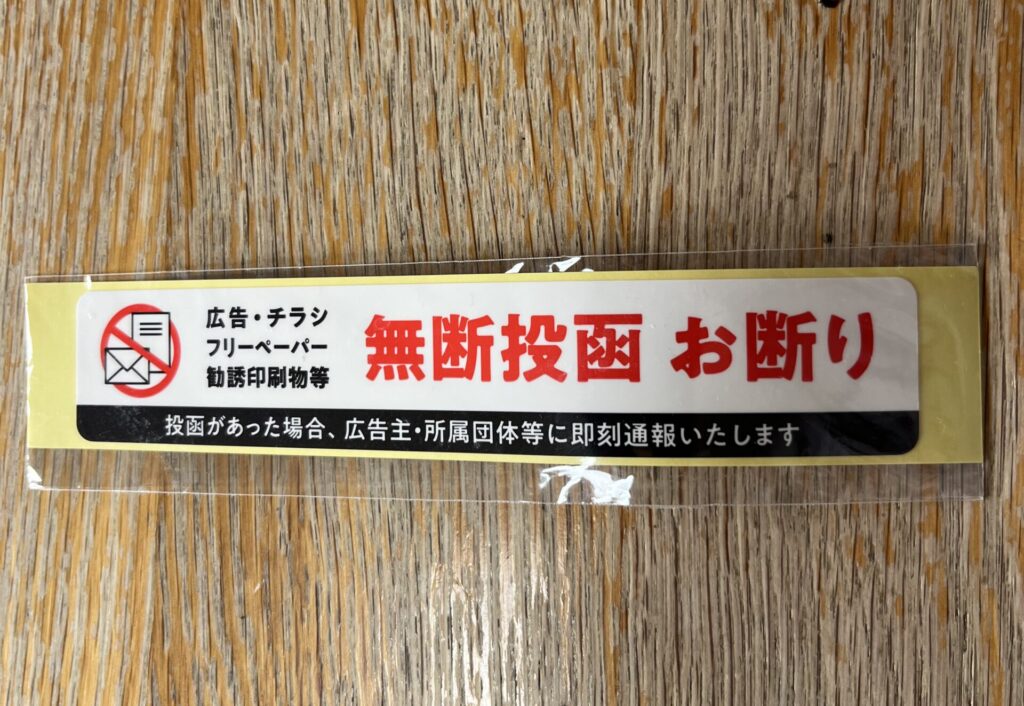 広告・チラシ
フリーペーパー
勧誘印刷物等
無断投函 お断り
投函があった場合、広告主・所属団体等に即刻通報いたします